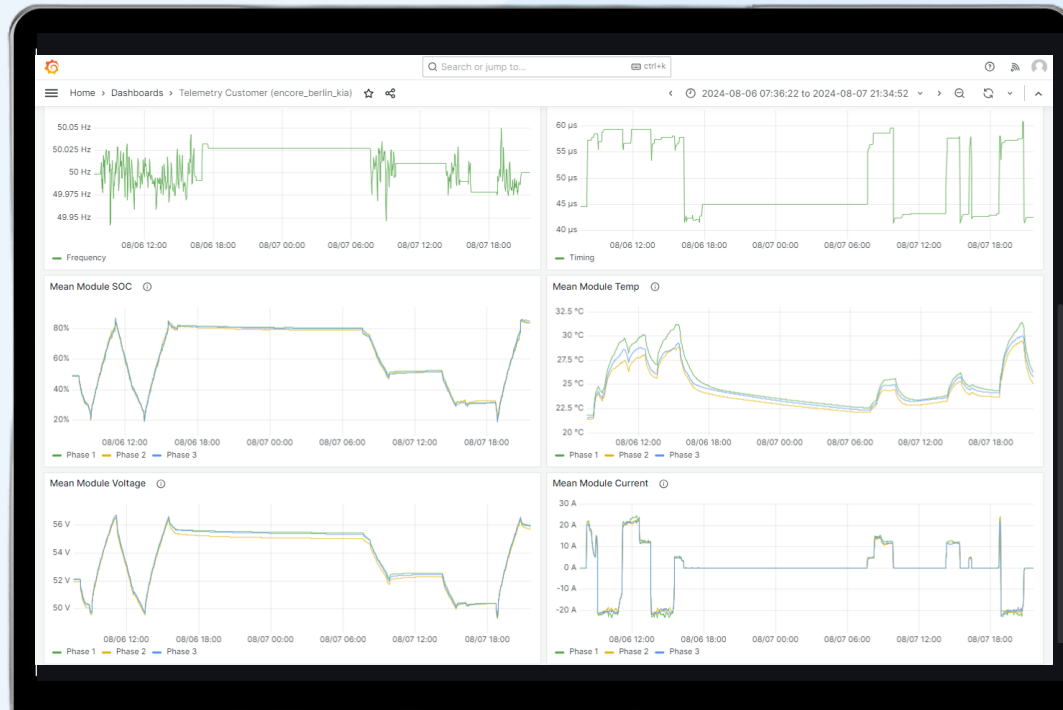 Search or jump to... ctrl+k
Home › Dashboards › Telemetry Customer (encore_berlin_kia) 2024-08-06 07:36:22 to 2024-08-07 21:34:52
50.05 Hz
50.025 Hz
50 Hz
49.975 Hz
49.95 Hz
08/06 12:00 08/06 18:00 08/07 00:00 08/07 06:00 08/07 12:00 08/07 18:00
Frequency
60 µs
55 µs
50 µs
45 µs
40 µs
08/06 12:00 08/06 18:00 08/07 00:00 08/07 06:00 08/07 12:00 08/07 18:00
Timing
Mean Module SOC
80%
60%
40%
20%
08/06 12:00 08/06 18:00 08/07 00:00 08/07 06:00 08/07 12:00 08/07 18:00
Phase 1 Phase 2 Phase 3
Mean Module Temp
32.5 °C
30 °C
27.5 °C
25 °C
22.5 °C
20 °C
08/06 12:00 08/06 18:00 08/07 00:00 08/07 06:00 08/07 12:00 08/07 18:00
Phase 1 Phase 2 Phase 3
Mean Module Voltage
56 V
54 V
52 V
50 V
08/06 12:00 08/06 18:00 08/07 00:00 08/07 06:00 08/07 12:00 08/07 18:00
Phase 1 Phase 2 Phase 3
Mean Module Current
30 A
20 A
10 A
0 A
-10 A
-20 A
08/06 12:00 08/06 18:00 08/07 00:00 08/07 06:00 08/07 12:00 08/07 18:00
Phase 1 Phase 2 Phase 3